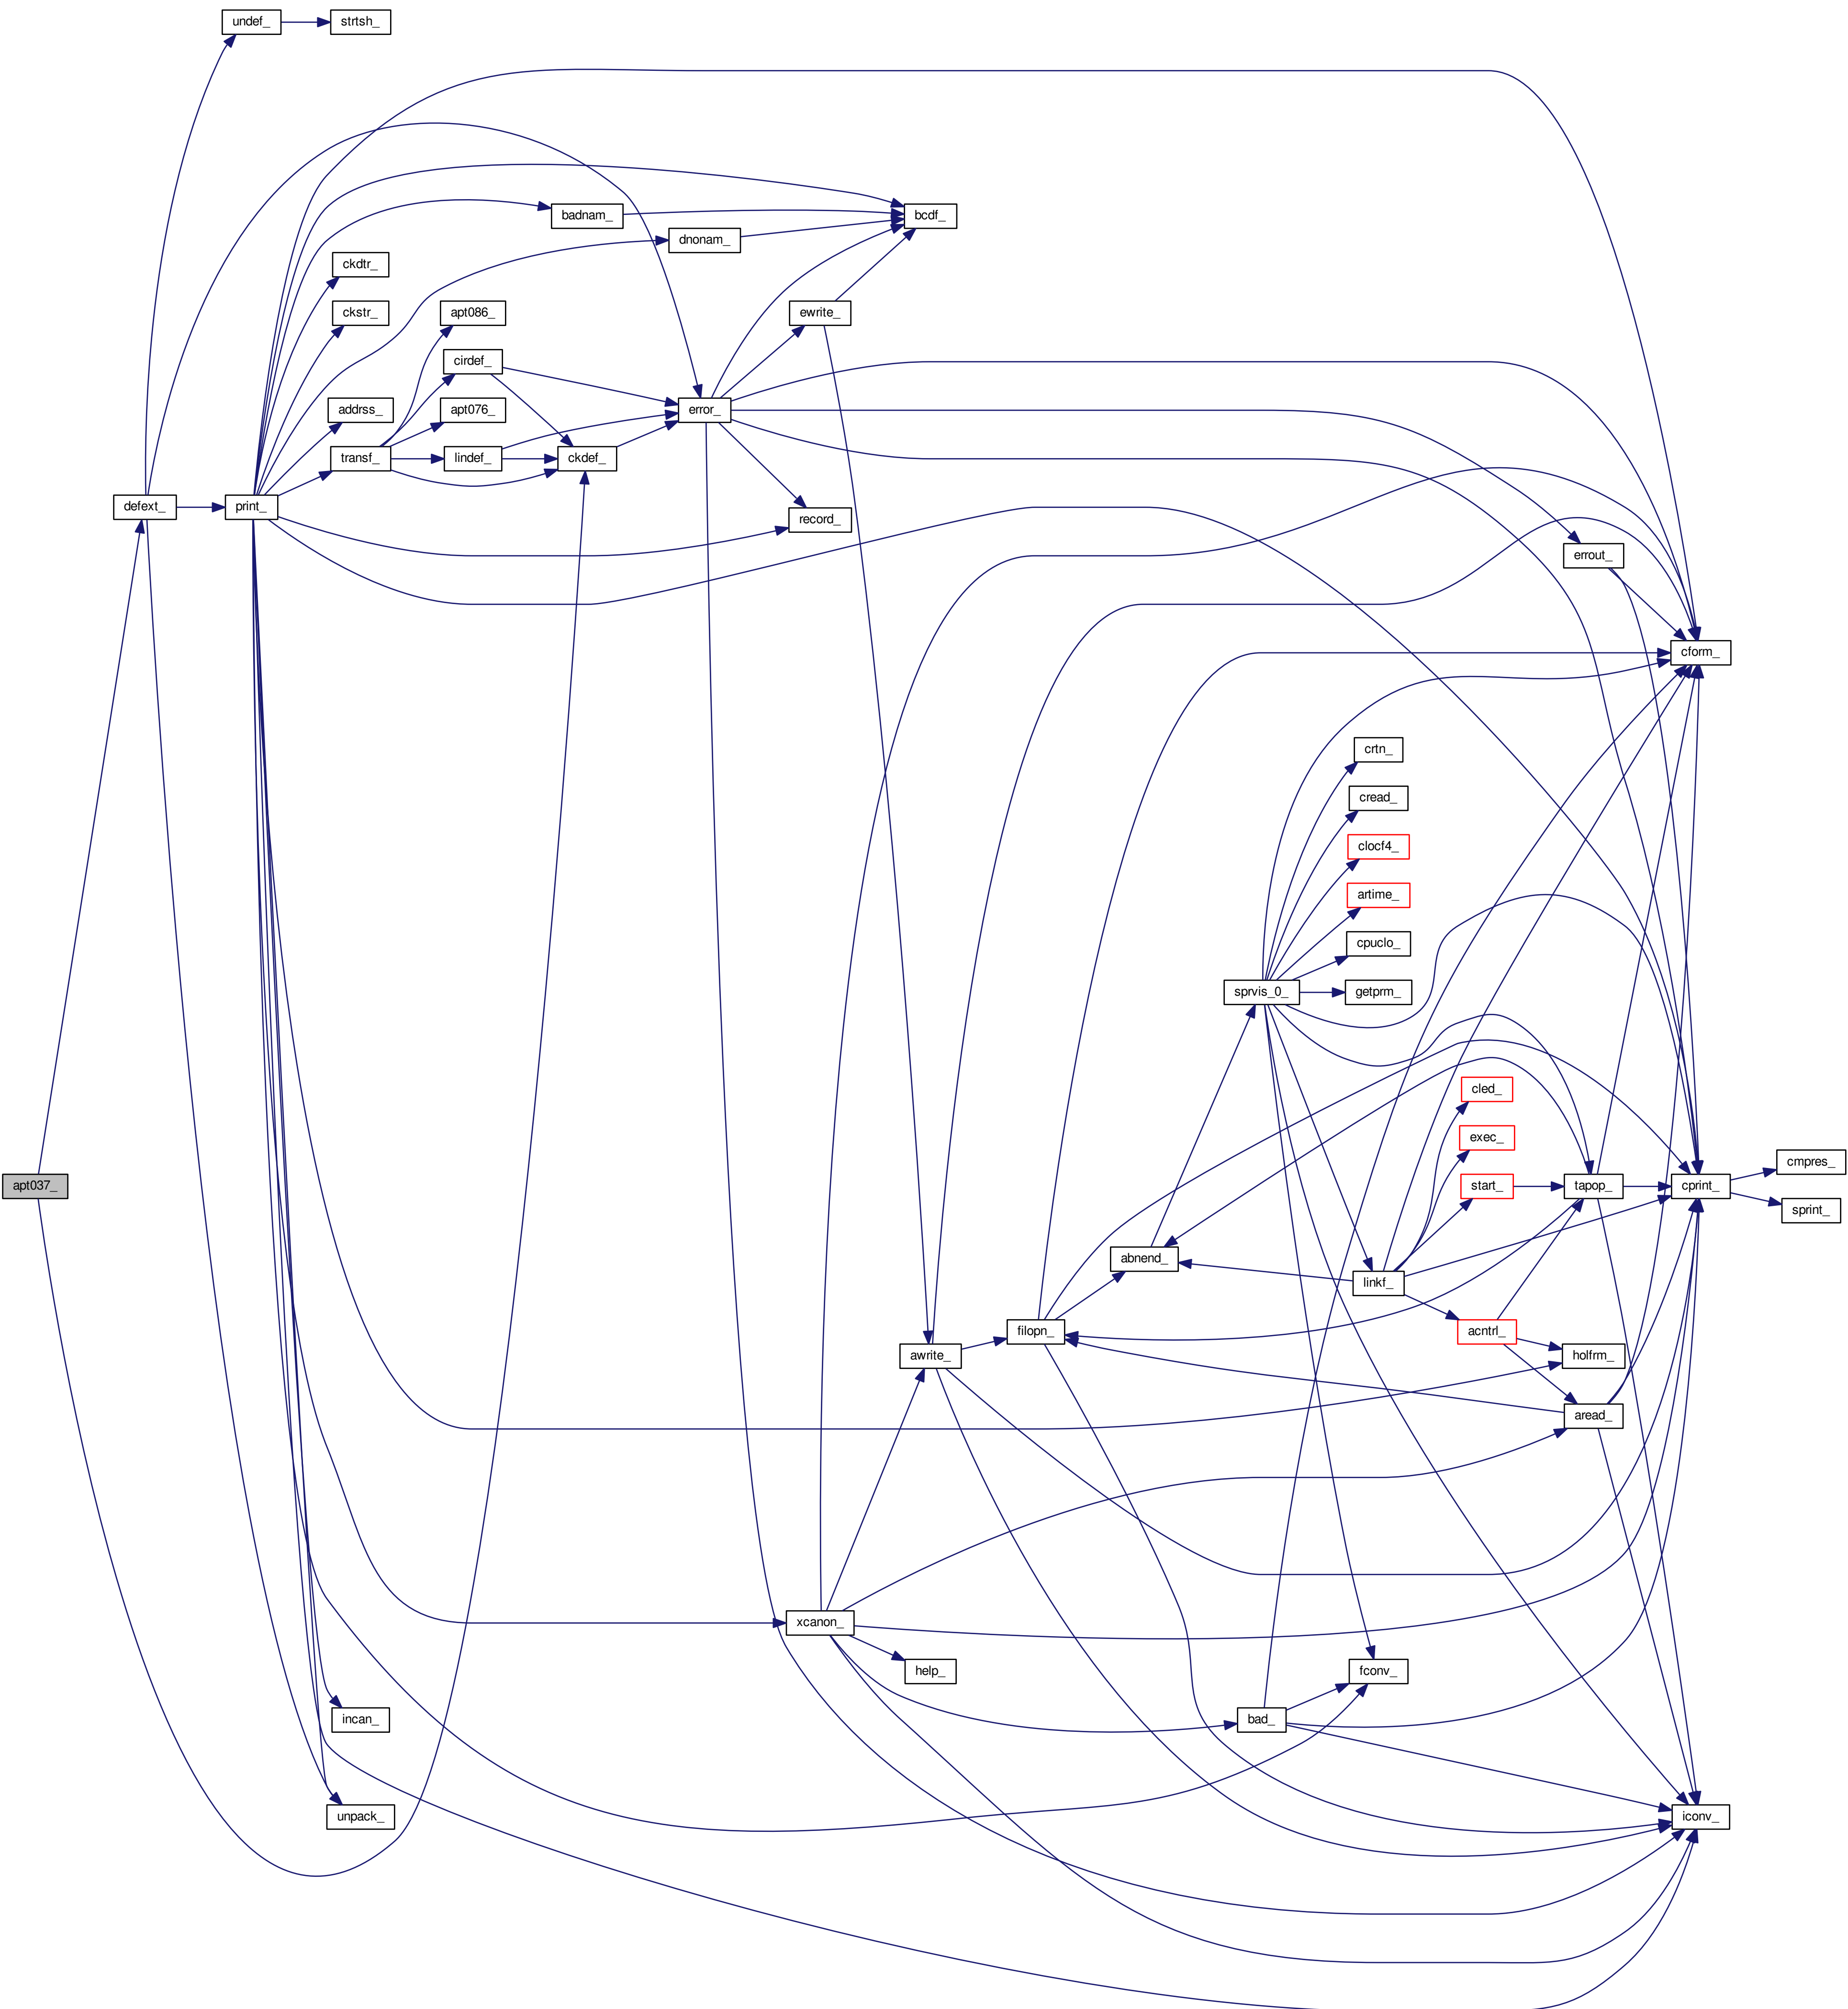 undef_
strtsh_
badnam_
bcdf_
dnonam_
ckdtr_
ckstr_
apt086_
ewrite_
cirdef_
addrss_
apt076_
error_
transf_
lindef_
ckdef_
defext_
print_
record_
errout_
cform_
crtn_
cread_
clocf4_
artime_
cpuclo_
sprvis_0_
getprm_
cled_
exec_
cmpres_
apt037_
start_
tapop_
cprint_
sprint_
abnend_
linkf_
filopn_
acntrl_
awrite_
holfrm_
aread_
xcanon_
help_
fconv_
incan_
bad_
unpack_
iconv_